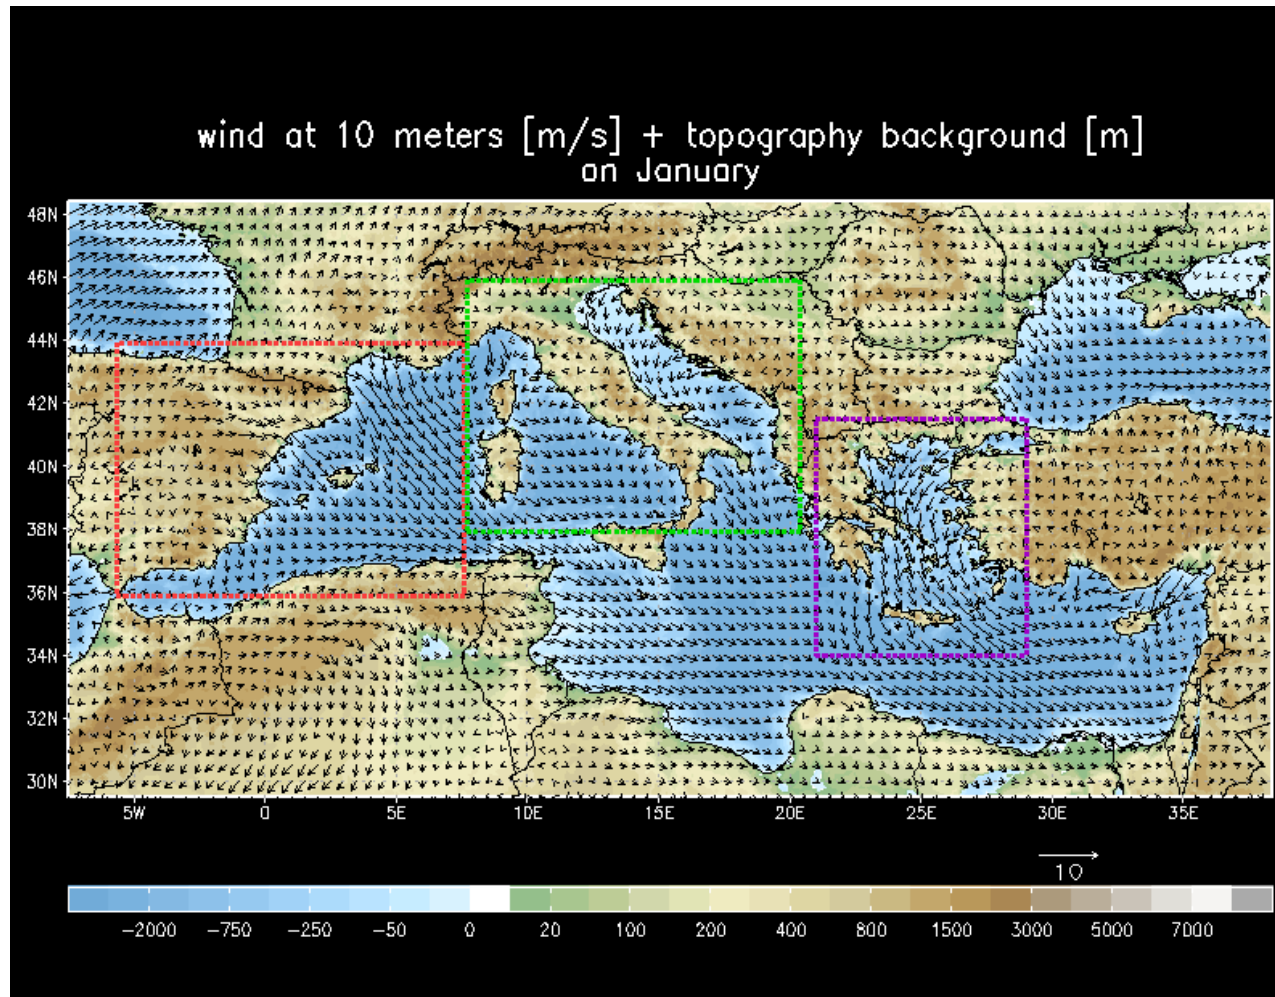 wind at 10 meters [m/s] + topography background [m]
on January
48N
46N
44N
42N
40N
38N
36N
34N
32N
30N
5W 0 5E 10E 15E 20E 25E 30E 35E
10
-2000 -750 -250 -50 0 20 100 200 400 800 1500 3000 5000 7000